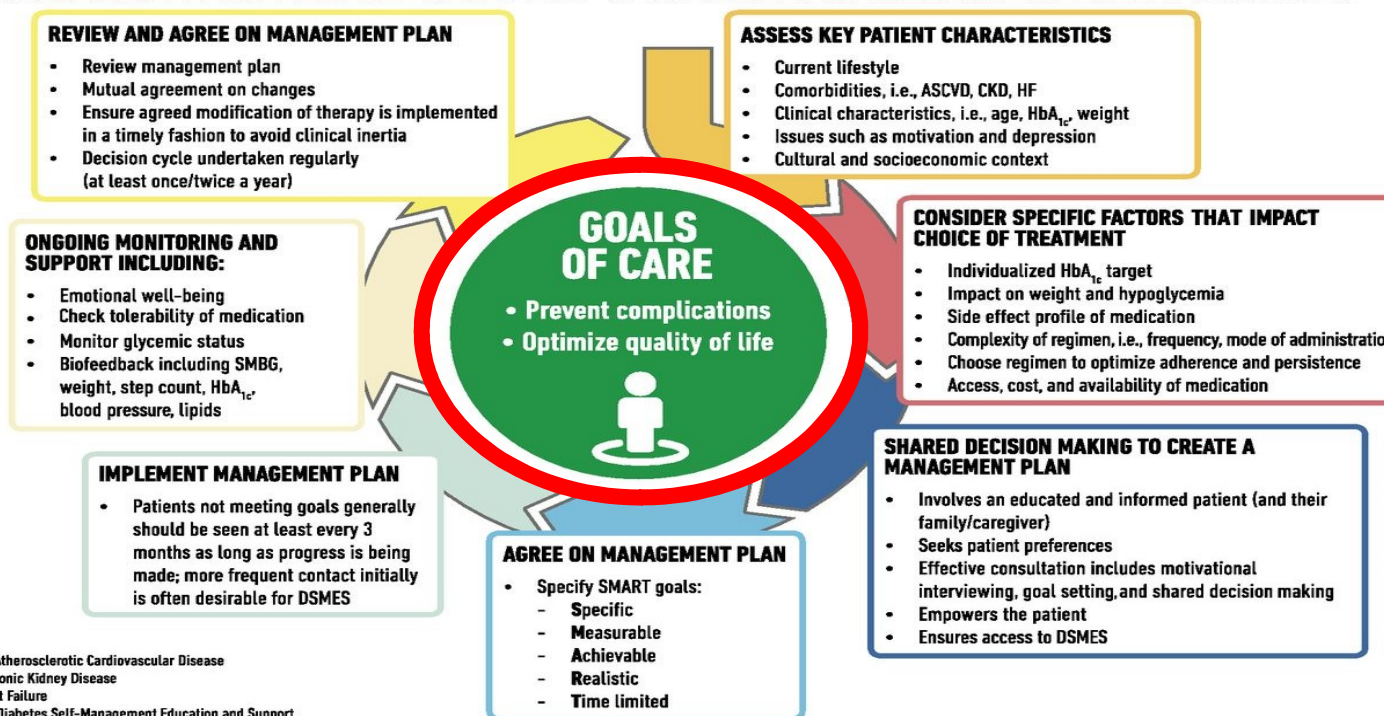 REVIEW AND AGREE ON MANAGEMENT PLAN
• Review management plan
• Mutual agreement on changes
• Ensure agreed modification of therapy is implemented
in a timely fashion to avoid clinical inertia
• Decision cycle undertaken regularly
(at least once/twice a year)
ASSESS KEY PATIENT CHARACTERISTICS
• Current lifestyle
• Comorbidities, i.e., ASCVD, CKD, HF
• Clinical characteristics, i.e., age, HbA1c, weight
• Issues such as motivation and depression
• Cultural and socioeconomic context
GOALS
OF CARE
• Prevent complications
• Optimize quality of life
ONGOING MONITORING AND
SUPPORT INCLUDING:
• Emotional well-being
• Check tolerability of medication
• Monitor glycemic status
• Biofeedback including SMBG,
weight, step count, HbA1c,
blood pressure, lipids
CONSIDER SPECIFIC FACTORS THAT IMPACT
CHOICE OF TREATMENT
• Individualized HbA1c target
• Impact on weight and hypoglycemia
• Side effect profile of medication
• Complexity of regimen, i.e., frequency, mode of administratio
• Choose regimen to optimize adherence and persistence
• Access, cost, and availability of medication
IMPLEMENT MANAGEMENT PLAN
• Patients not meeting goals generally
should be seen at least every 3
months as long as progress is being
made; more frequent contact initially
is often desirable for DSMES
AGREE ON MANAGEMENT PLAN
• Specify SMART goals:
- Specific
- Measurable
- Achievable
- Realistic
- Time limited
SHARED DECISION MAKING TO CREATE A
MANAGEMENT PLAN
• Involves an educated and informed patient (and their
family/caregiver)
• Seeks patient preferences
• Effective consultation includes motivational
interviewing, goal setting, and shared decision making
• Empowers the patient
• Ensures access to DSMES
therosclerotic Cardiovascular Disease
onic Kidney Disease
t Failure
Diabetes Self-Management Education and Support